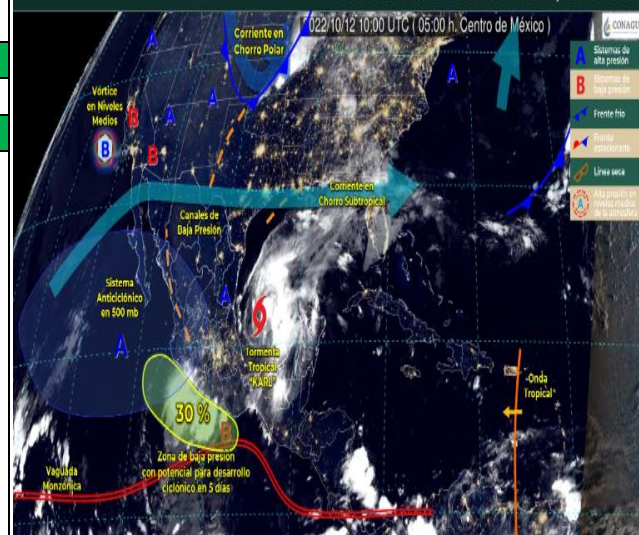 022/10/12 10:00 UTC ( 05:00 h. Centro de México )
CONAGU
Corriente en
Chorro Polar
A
A
A
A
Vórtice
en Niveles
Medios
B
B
B
A
Sistemas de
alta presión
B
Sistemas de
baja presión
Frente frío
Frente
estacionario
Línea seca
A
Alta presión en
niveles medios
de la atmósfera
Corriente en
Chorro Subtropical
Canales de
Baja Presión
Sistema
Anticiclónico
en 500 mb
A
A
Tormenta
Tropical
"KARL"
30 %
B
Zona de baja presión
con potencial para desarrollo
ciclónico en 5 días
Onda
Tropical
Vaguada
Monzónica